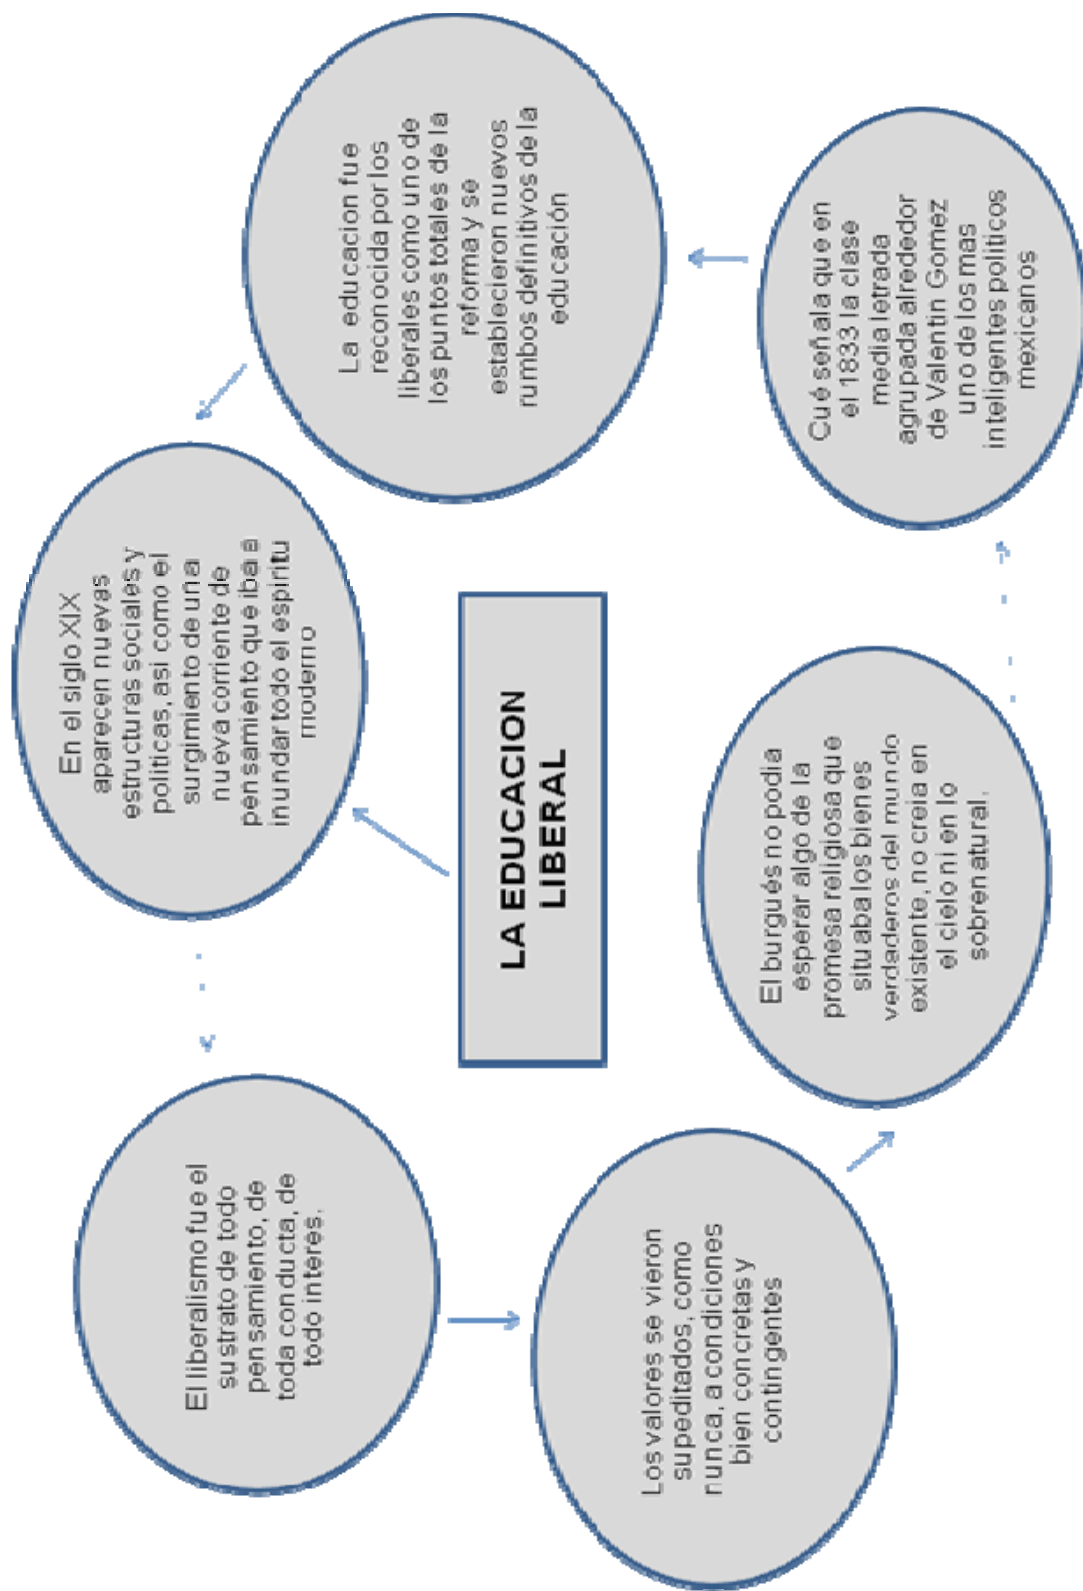 LA EDUCACION
LIBERAL
En el siglo XIX
aparecen nuevas
estructuras sociales y
politicas, asi como el
surgimiento de una
nueva corriente de
pensamiento que iba a
inundar todo el espiritu
moderno
El liberalismo fue el
sustrato de todo
pensamiento, de
toda conducta, de
todo interes.
Los valores se vieron
supeditados, como
nunca, a condiciones
bien concretas y
contingentes
El burgués no podia
esperar algo de la
promesa religiosa que
situaba los bienes
verdaderos del mundo
existente, no creia en
el cielo ni en lo
sobrenatural.
Cué señala que en
el 1833 la clase
media letrada
agrupada alrededor
de Valentin Gomez
uno de los mas
inteligentes politicos
mexicanos
La educacion fue
reconocida por los
liberales como uno de
los puntos totales de la
reforma y se
establecieron nuevos
rumbos definitivos de la
educación